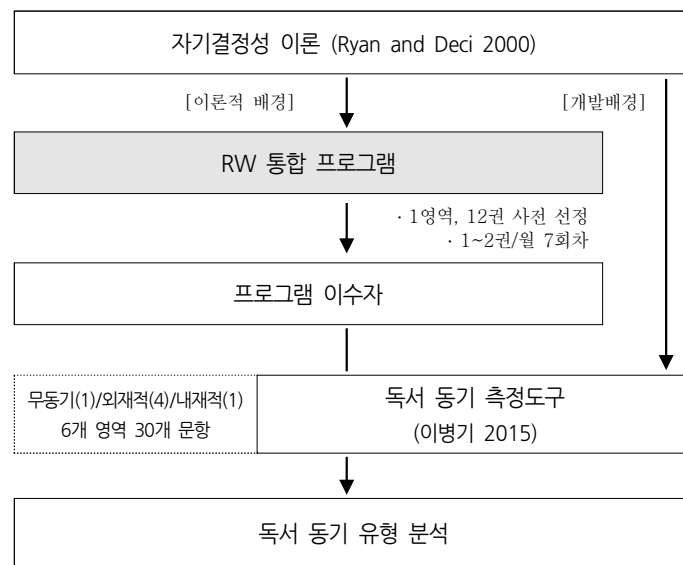 자기결정성 이론 (Ryan and Deci 2000)
[이론적 배경]
[개발배경]
RW 통합 프로그램
· 1영역, 12권 사전 선정
· 1~2권/월 7회차
프로그램 이수자
무동기(1)/외재적(4)/내재적(1)
6개 영역 30개 문항
독서 동기 측정도구
(이병기 2015)
독서 동기 유형 분석